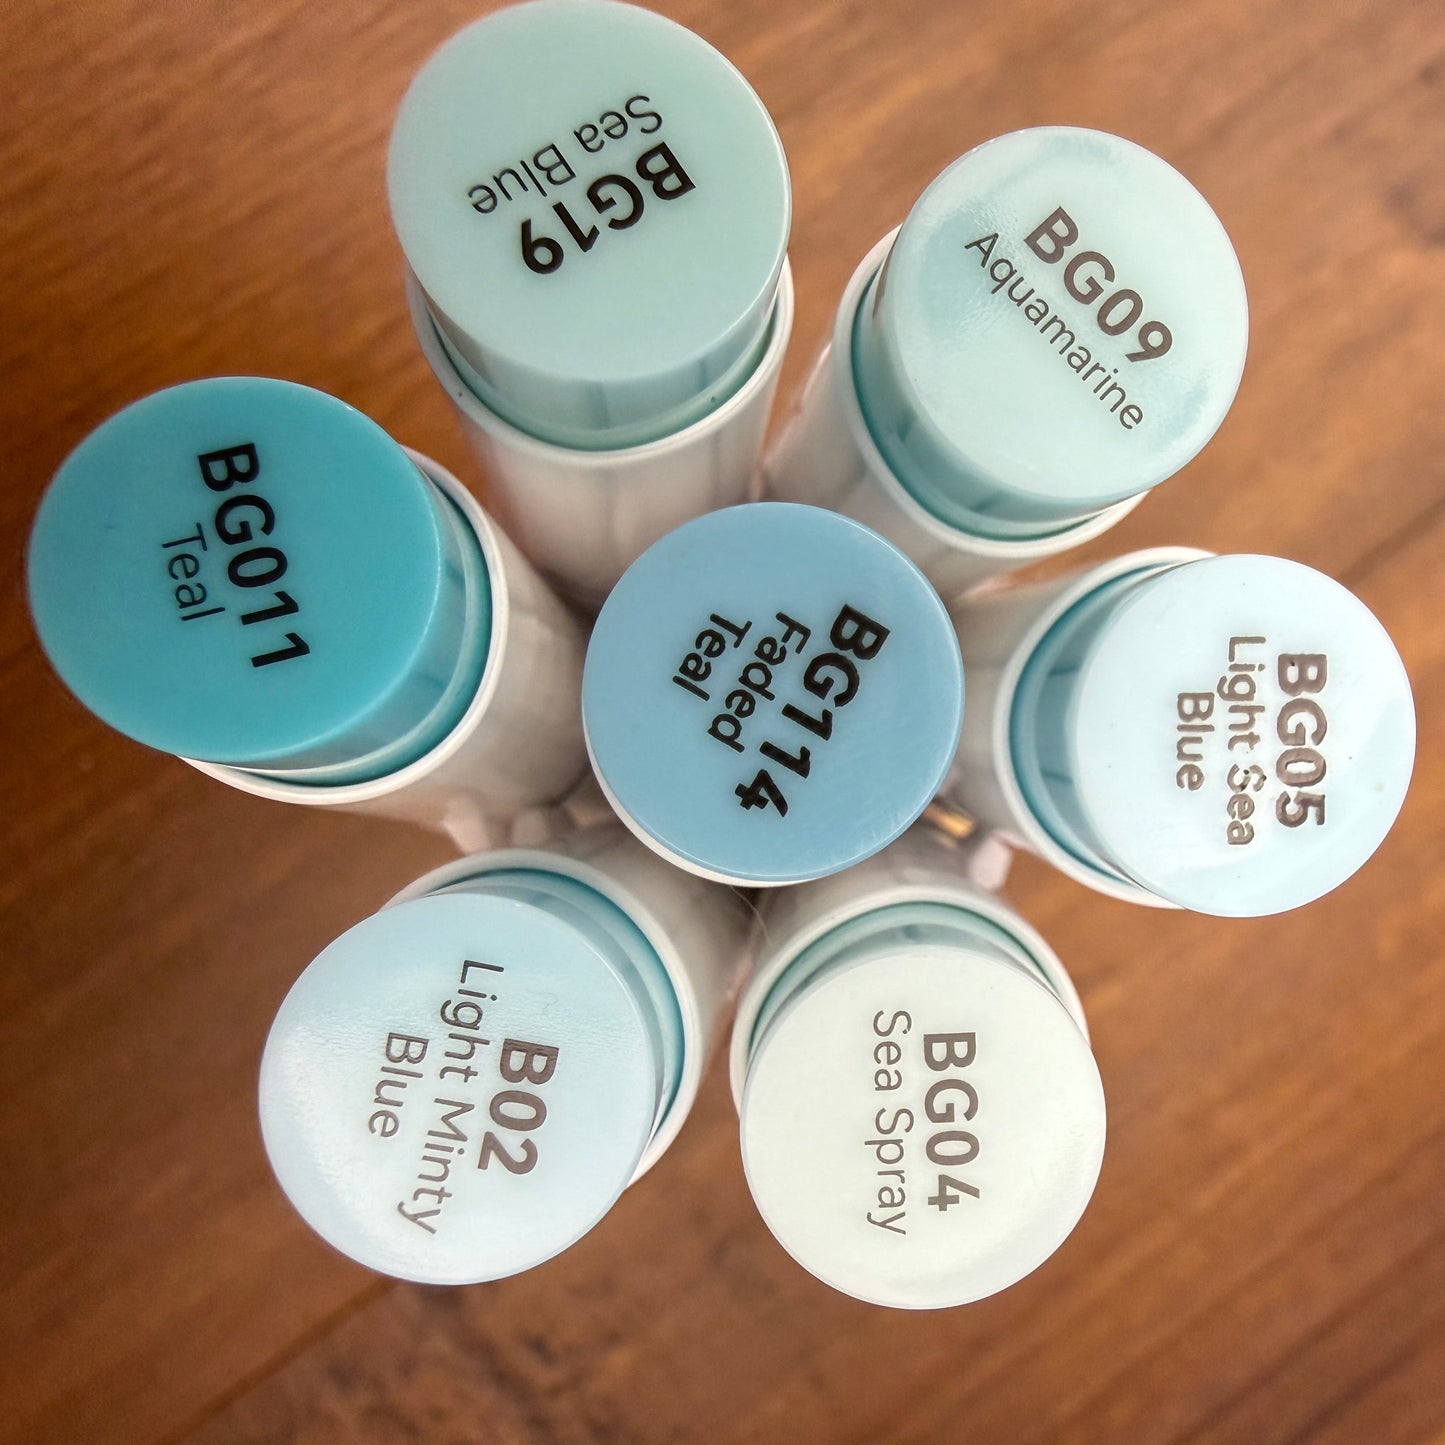 BG19
Sea Blue
BG09
Aquamarine
BG011
Teal
BG114
Faded
Teal
BG05
Light Sea
Blue
B02
Light Minty
Blue
BG04
Sea Spray